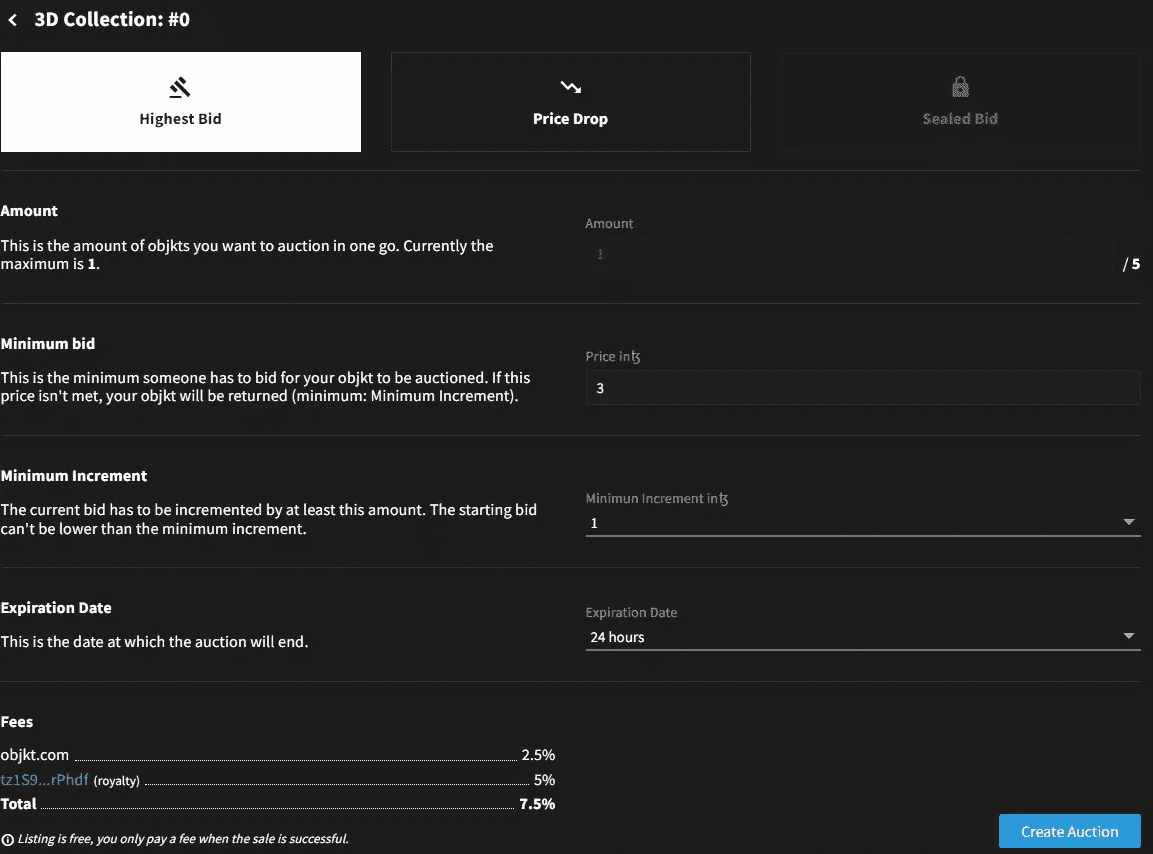 3D Collection: #0
Highest Bid
Price Drop
Sealed Bid
Amount
This is the amount of objkts you want to auction in one go. Currently the
maximum is 1.
Amount
1
/ 5
Minimum bid
This is the minimum someone has to bid for your objkt to be auctioned. If this
price isn't met, your objkt will be returned (minimum: Minimum Increment).
Price inꜩ
3
Minimum Increment
The current bid has to be incremented by at least this amount. The starting bid
can't be lower than the minimum increment.
Minimun Increment inꜩ
1
Expiration Date
This is the date at which the auction will end.
Expiration Date
24 hours
Fees
objkt.com 2.5%
tz1S9...rPhdf (royalty) 5%
Total 7.5%
Listing is free, you only pay a fee when the sale is successful.
Create Auction